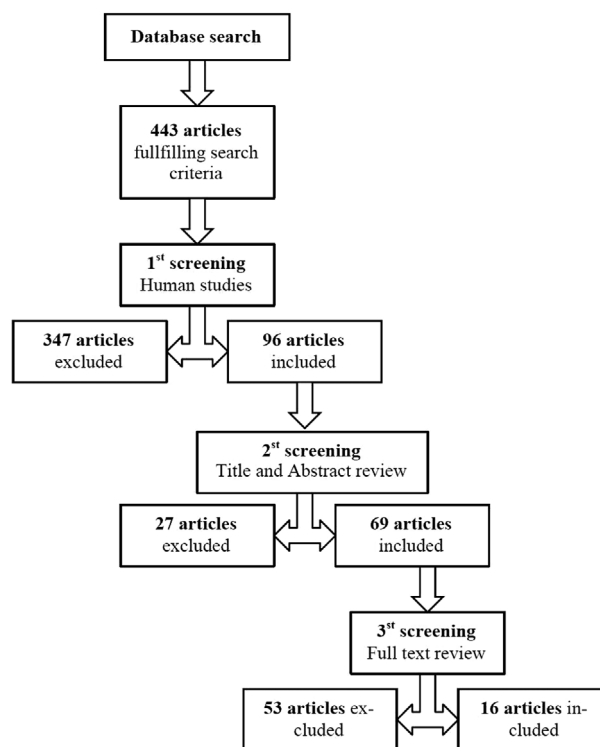 Database search
443 articles
fullfilling search
criteria
1st screening
Human studies
347 articles
excluded
96 articles
included
2st screening
Title and Abstract review
27 articles
excluded
69 articles
included
3st screening
Full text review
53 articles ex-
cluded
16 articles in-
cluded